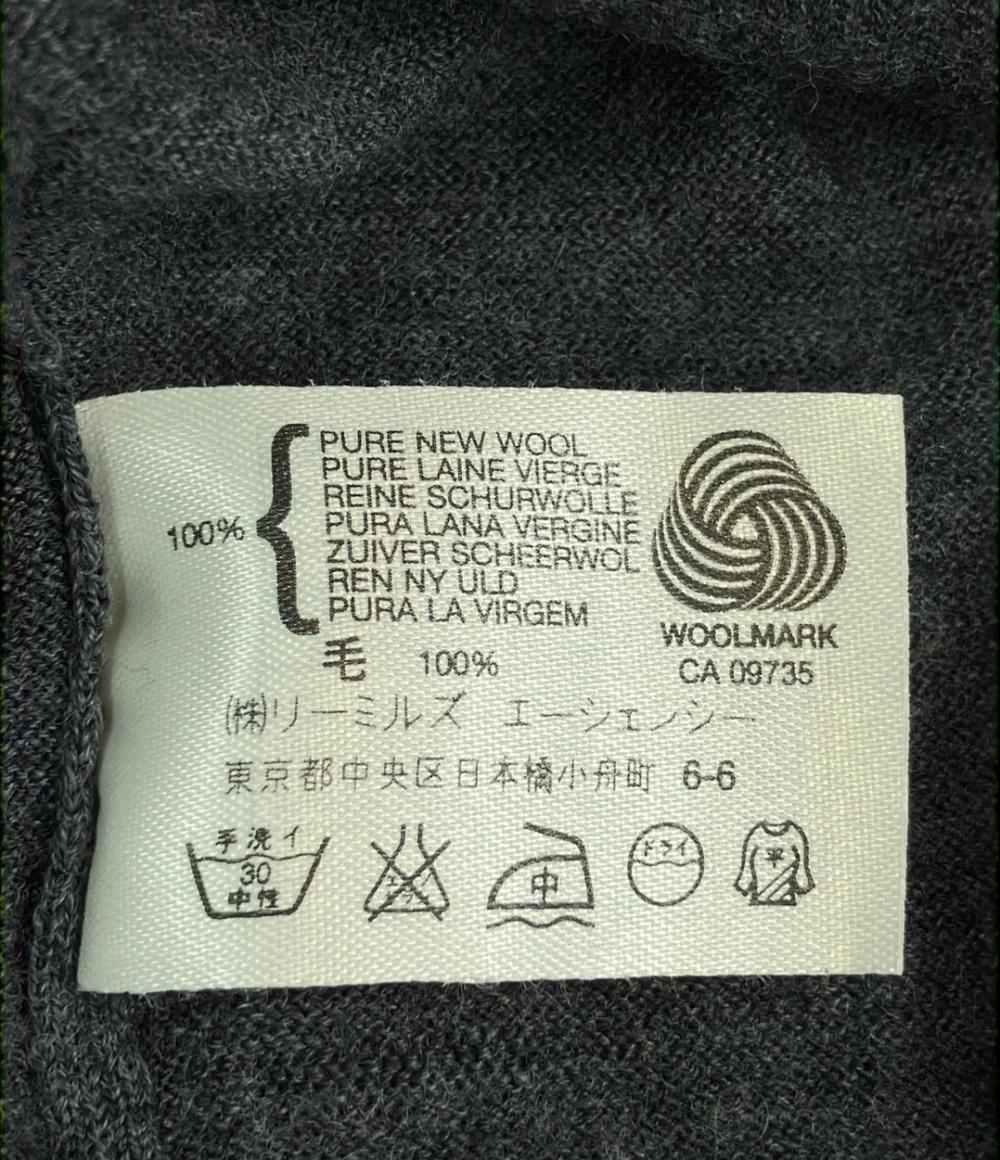 100%
PURE NEW WOOL
PURE LAINE VIERGE
REINE SCHURWOLLE
PURA LANA VERGINE
ZUIVER SCHEERWOL
REN NY ULD
PURA LA VIRGEM
WOOLMARK
CA 09735
毛 100%
㈱リーミルズ エーシェンシー
東京都中央区日本橋小舟町 6-6
手洗イ
30
中性
中
ドライ
平